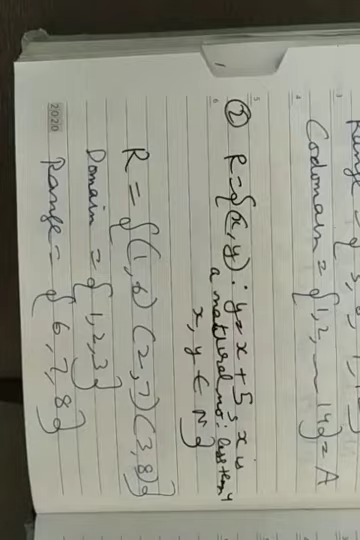 Range = {
Codomain = {1, 2, — 14} = A
② R = {(x, y) : y = x + 5, x is
a natural no: less than 4
x, y ∈ N}
R = {(1, 6) (2, 7) (3, 8)}
Domain = {1, 2, 3}
Range = {6, 7, 8}
2020